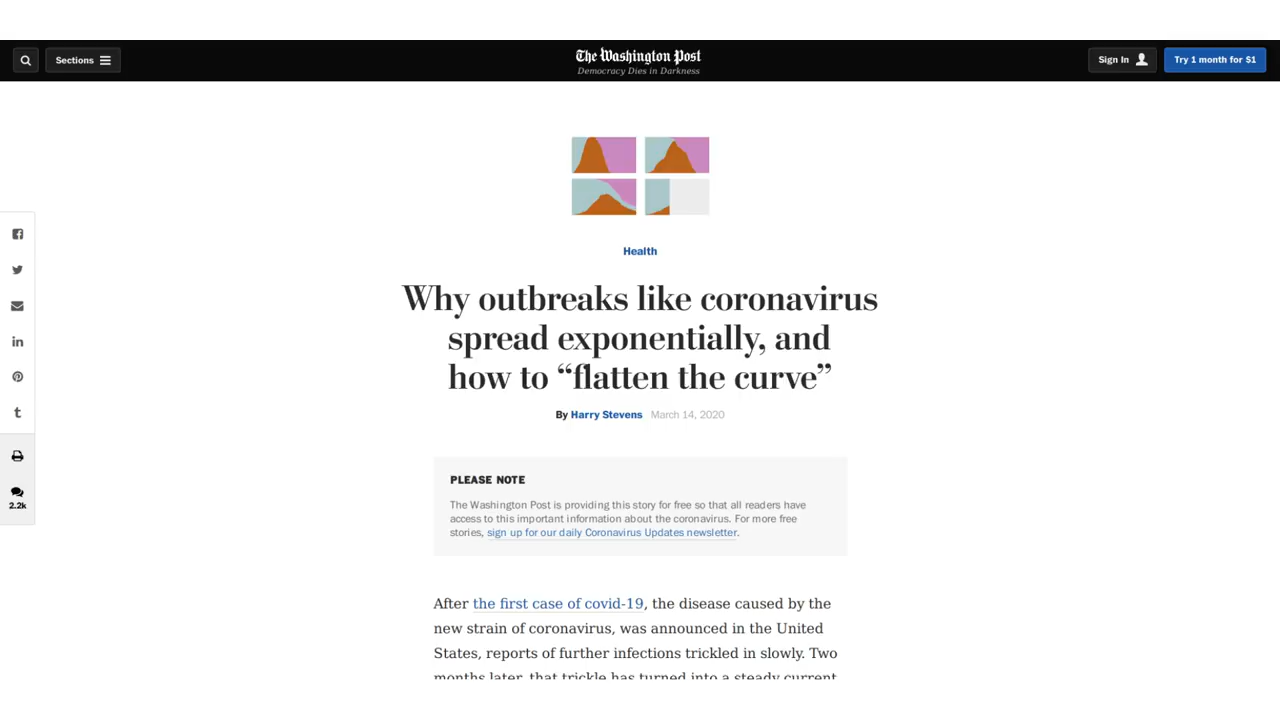 Sections
The Washington Post
Democracy Dies in Darkness
Sign In
Try 1 month for $1
Health
Why outbreaks like coronavirus
spread exponentially, and
how to “flatten the curve”
By Harry Stevens March 14, 2020
PLEASE NOTE
The Washington Post is providing this story for free so that all readers have
access to this important information about the coronavirus. For more free
stories, sign up for our daily Coronavirus Updates newsletter.
2.2k
After the first case of covid-19, the disease caused by the
new strain of coronavirus, was announced in the United
States, reports of further infections trickled in slowly. Two
months later, that trickle has turned into a steady current